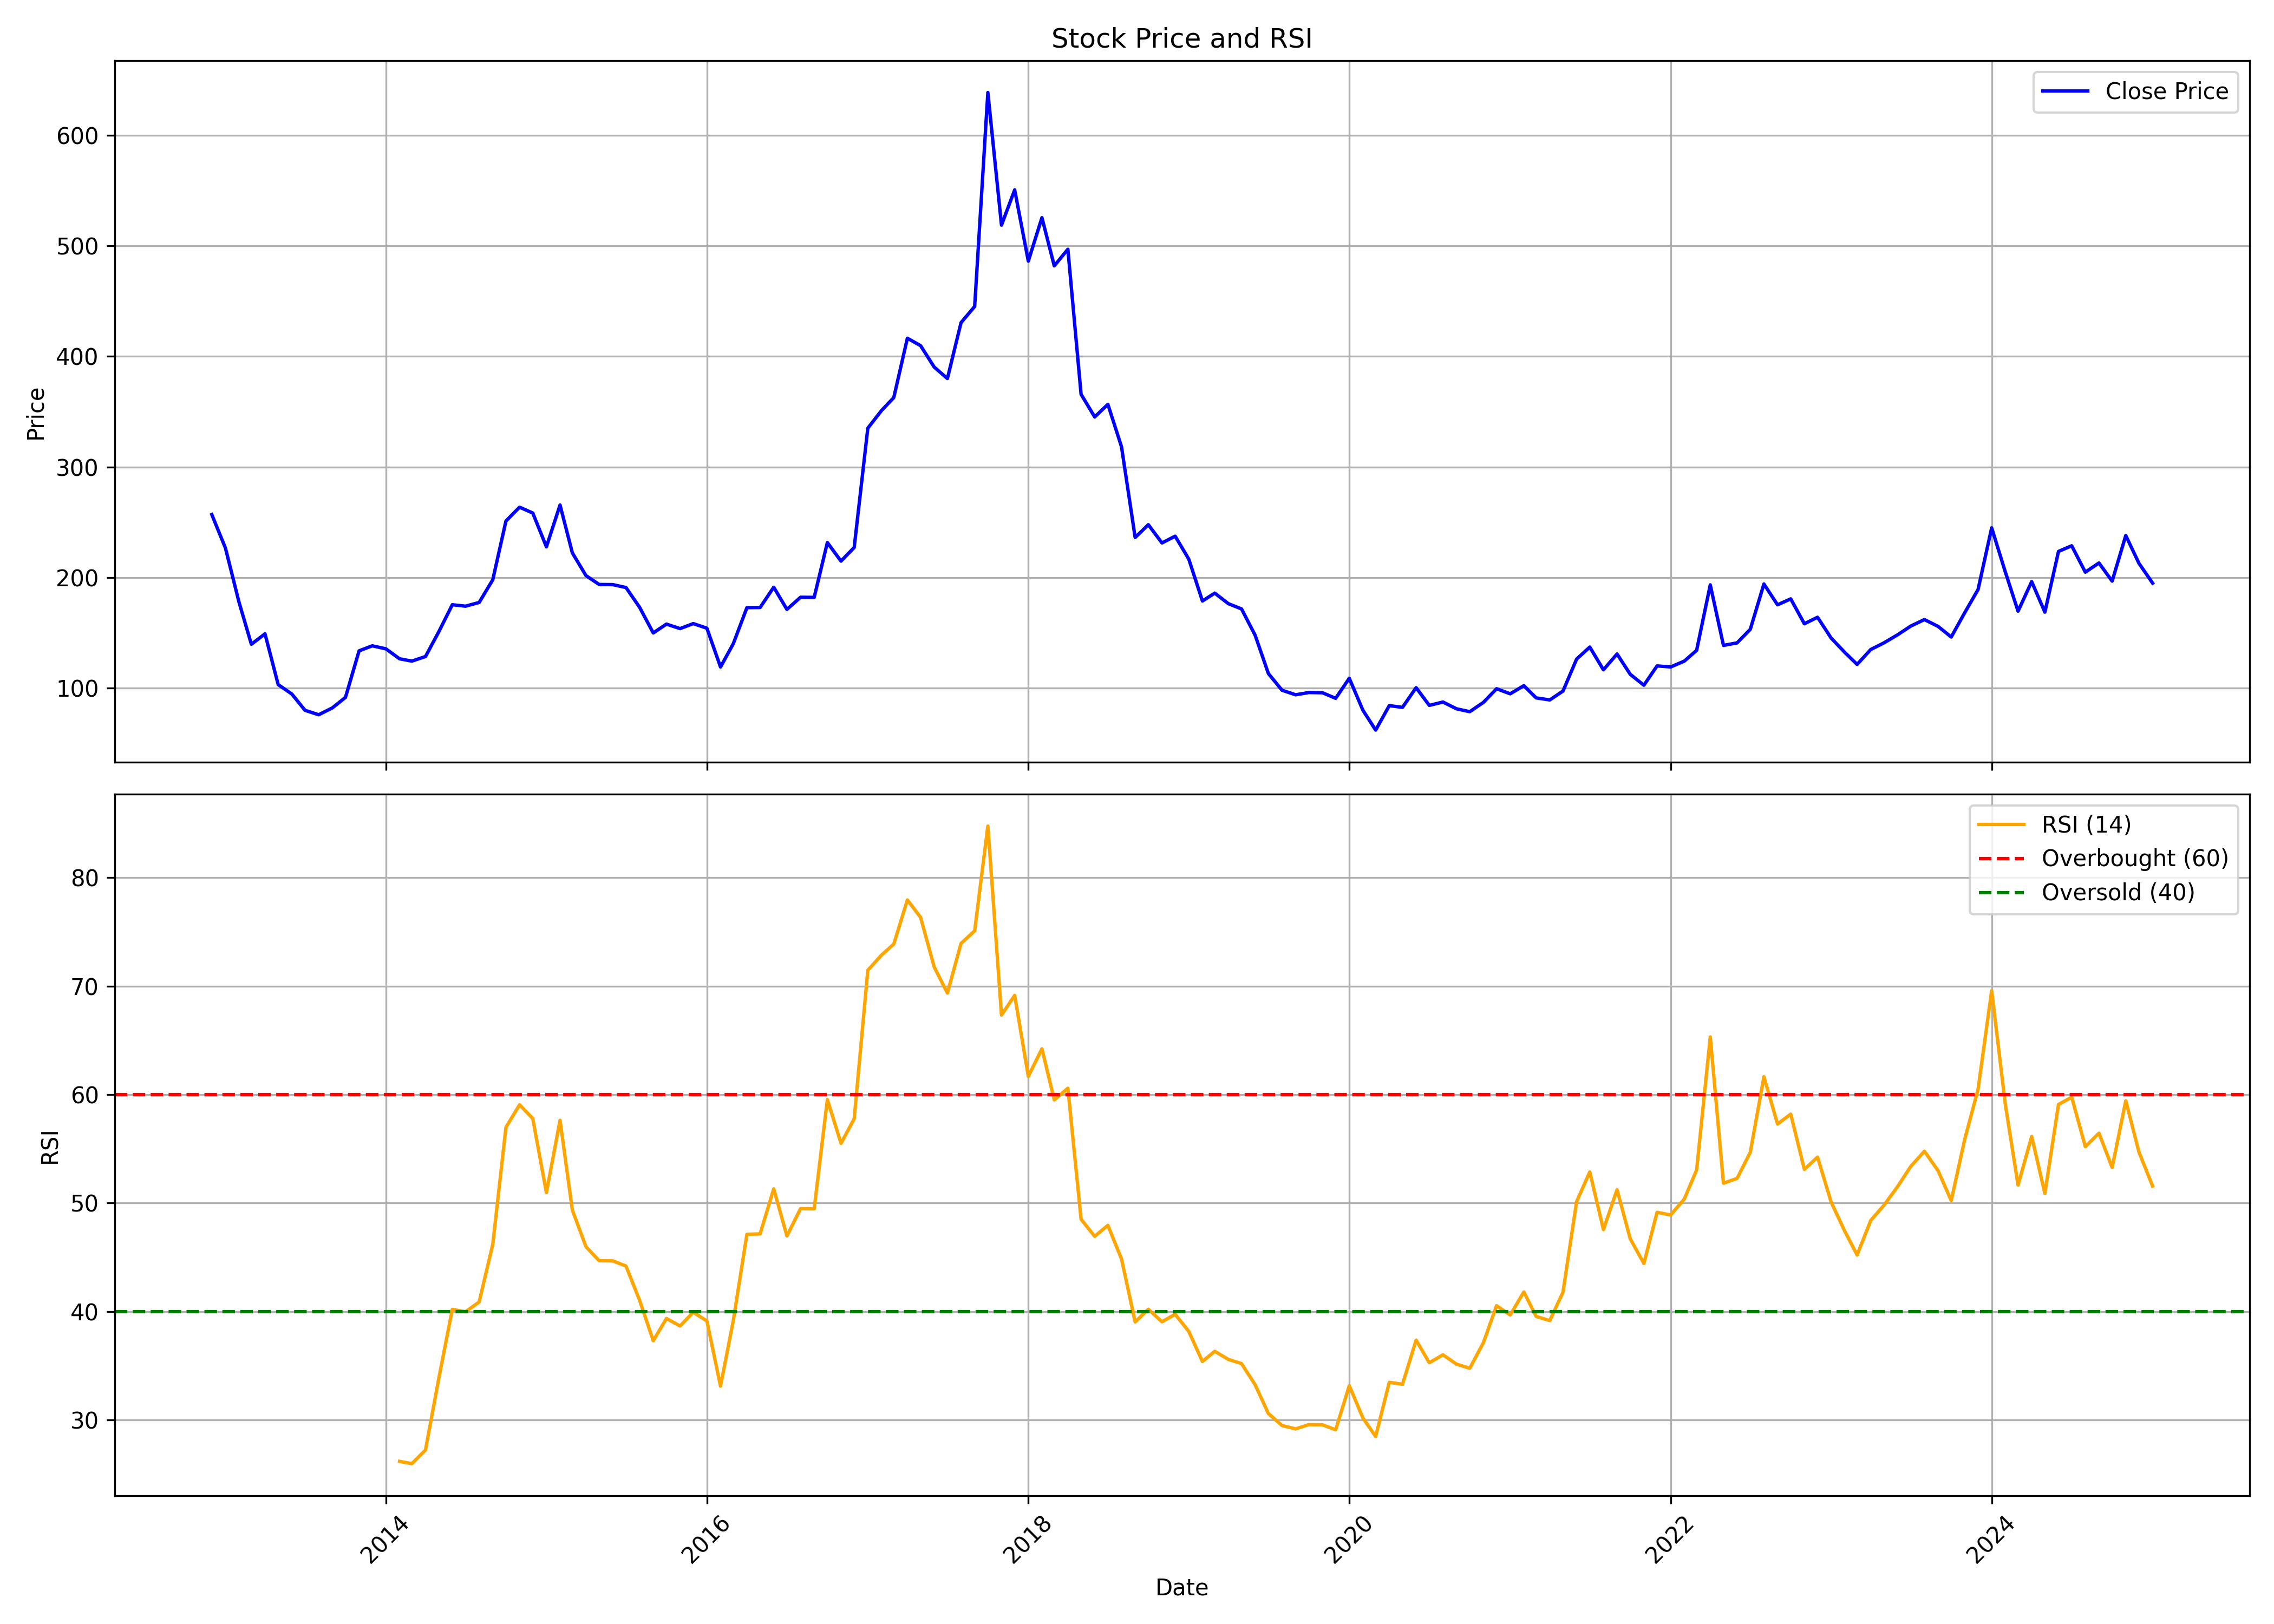 Stock Price and RSI
Close Price
Price
600
500
400
300
200
100
RSI (14)
Overbought (60)
Oversold (40)
RSI
80
70
60
50
40
30
2014
2016
2018
2020
2022
2024
Date